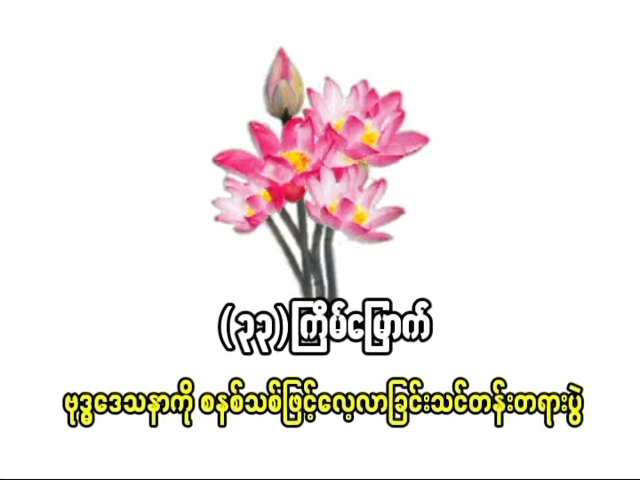 (၃၃)ကြိမ်မြောက်
ဗုဒ္ဓဒေသနာကို စနစ်သစ်ဖြင့်လေ့လာခြင်းသင်တန်းတရားပွဲ